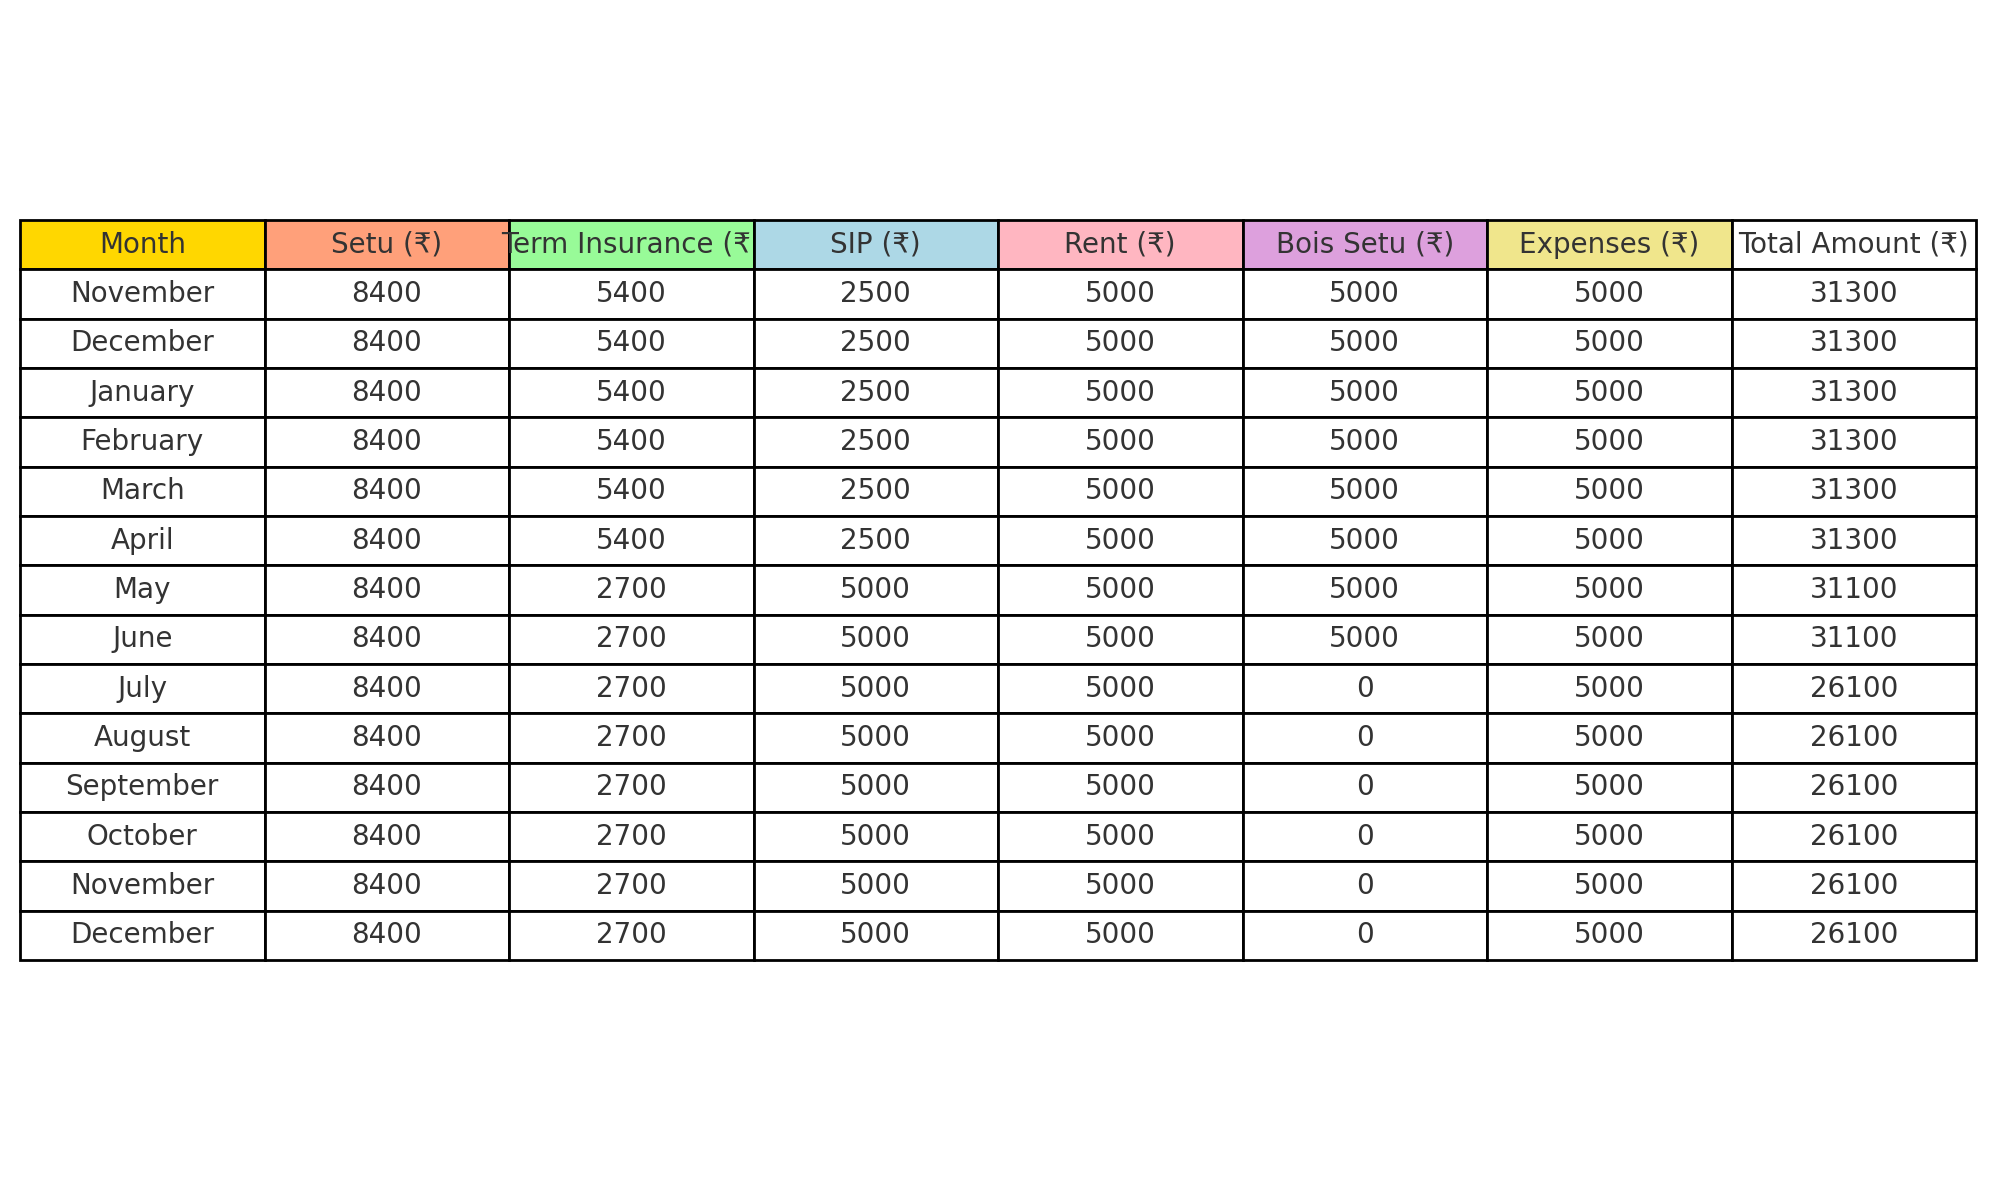 Month Setu (₹) Term Insurance (₹ SIP (₹) Rent (₹) Bois Setu (₹) Expenses (₹) Total Amount (₹)
November 8400 5400 2500 5000 5000 5000 31300
December 8400 5400 2500 5000 5000 5000 31300
January 8400 5400 2500 5000 5000 5000 31300
February 8400 5400 2500 5000 5000 5000 31300
March 8400 5400 2500 5000 5000 5000 31300
April 8400 5400 2500 5000 5000 5000 31300
May 8400 2700 5000 5000 5000 5000 31100
June 8400 2700 5000 5000 5000 5000 31100
July 8400 2700 5000 5000 0 5000 26100
August 8400 2700 5000 5000 0 5000 26100
September 8400 2700 5000 5000 0 5000 26100
October 8400 2700 5000 5000 0 5000 26100
November 8400 2700 5000 5000 0 5000 26100
December 8400 2700 5000 5000 0 5000 26100